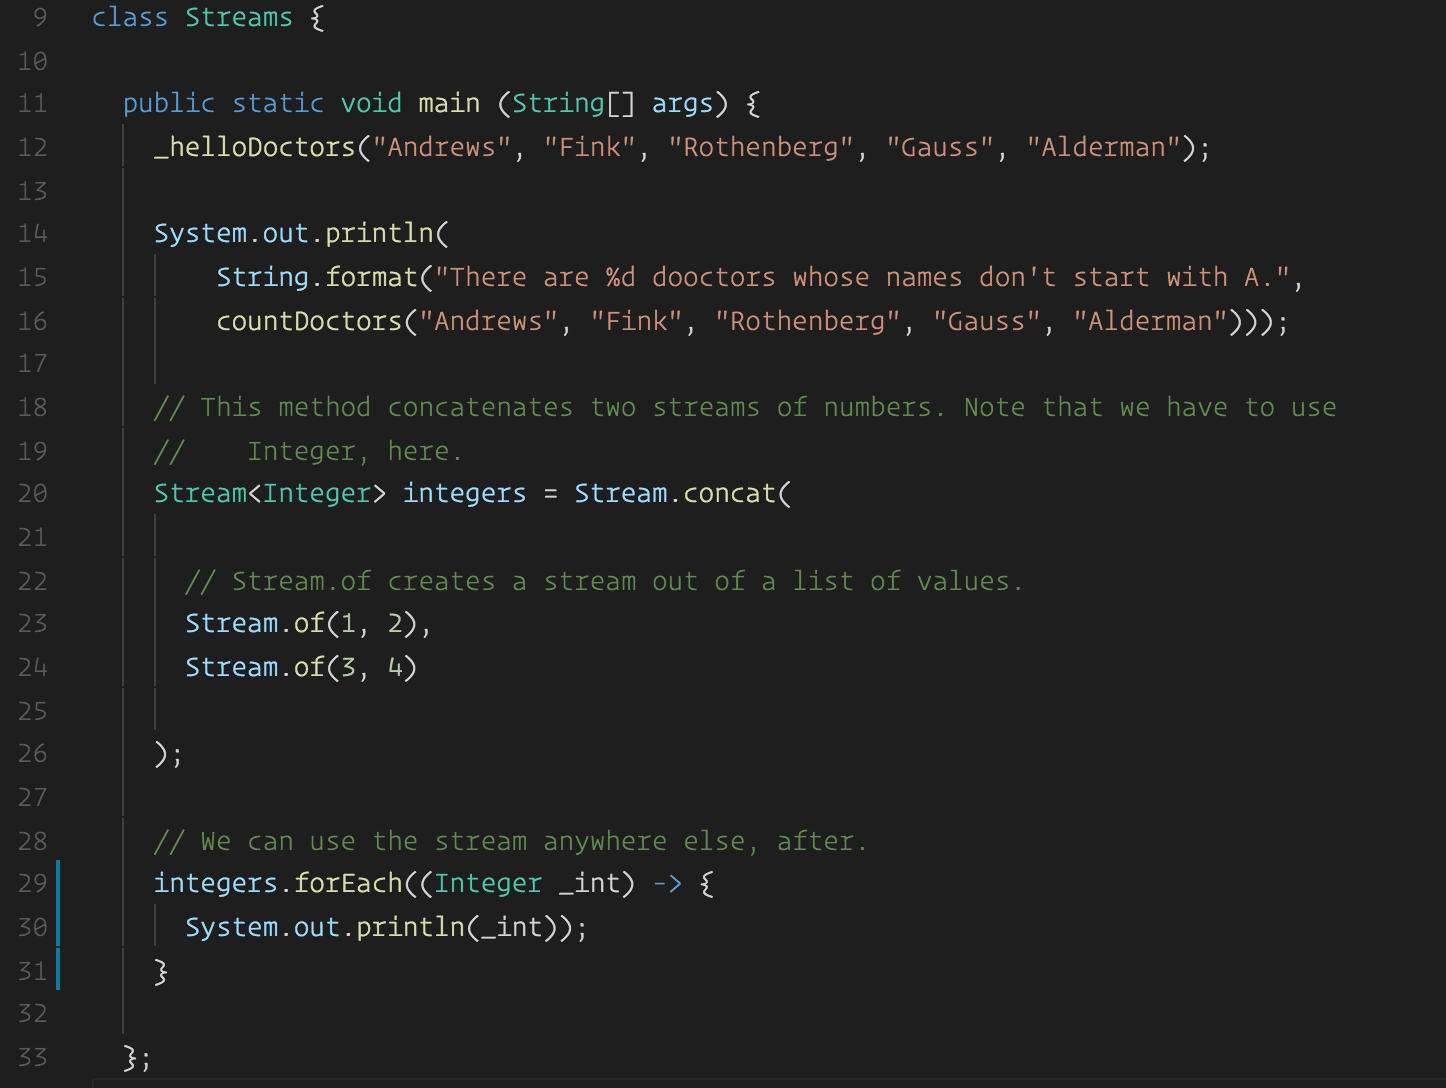 9 class Streams {
10
11 public static void main (String[] args) {
12 _helloDoctors("Andrews", "Fink", "Rothenberg", "Gauss", "Alderman");
13
14 System.out.println(
15 String.format("There are %d dooctors whose names don't start with A.",
16 countDoctors("Andrews", "Fink", "Rothenberg", "Gauss", "Alderman")));
17
18 // This method concatenates two streams of numbers. Note that we have to use
19 //    Integer, here.
20 Stream<Integer> integers = Stream.concat(
21
22 // Stream.of creates a stream out of a list of values.
23 Stream.of(1, 2),
24 Stream.of(3, 4)
25
26 );
27
28 // We can use the stream anywhere else, after.
29 integers.forEach((Integer _int) -> {
30 System.out.println(_int));
31 }
32
33 };